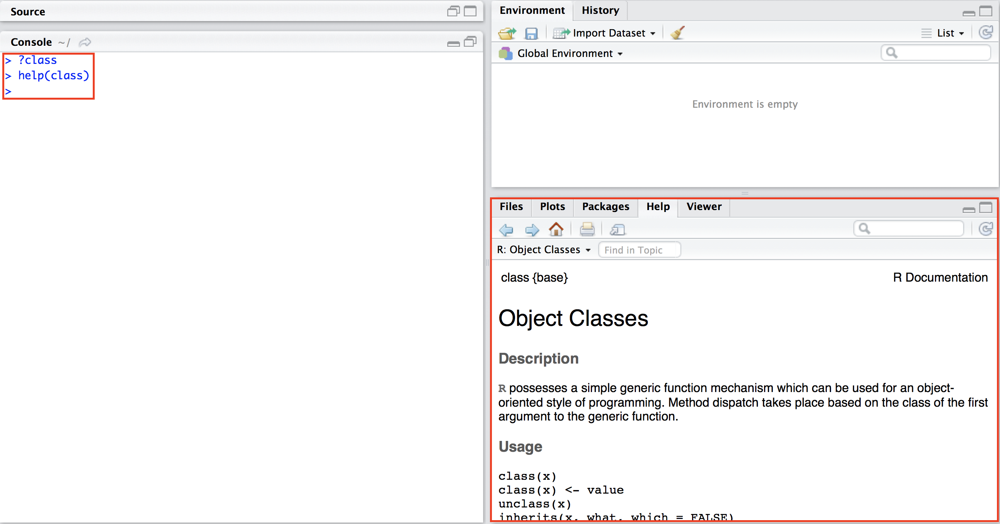 Source
Console ~/
> ?class
> help(class)
>
Environment History
Import Dataset List
Global Environment
Environment is empty
Files Plots Packages Help Viewer
R: Object Classes Find in Topic
class {base} R Documentation
Object Classes
Description
R possesses a simple generic function mechanism which can be used for an object-
oriented style of programming. Method dispatch takes place based on the class of the first
argument to the generic function.
Usage
class(x)
class(x) <- value
unclass(x)
inherits(x, what, which = FALSE)